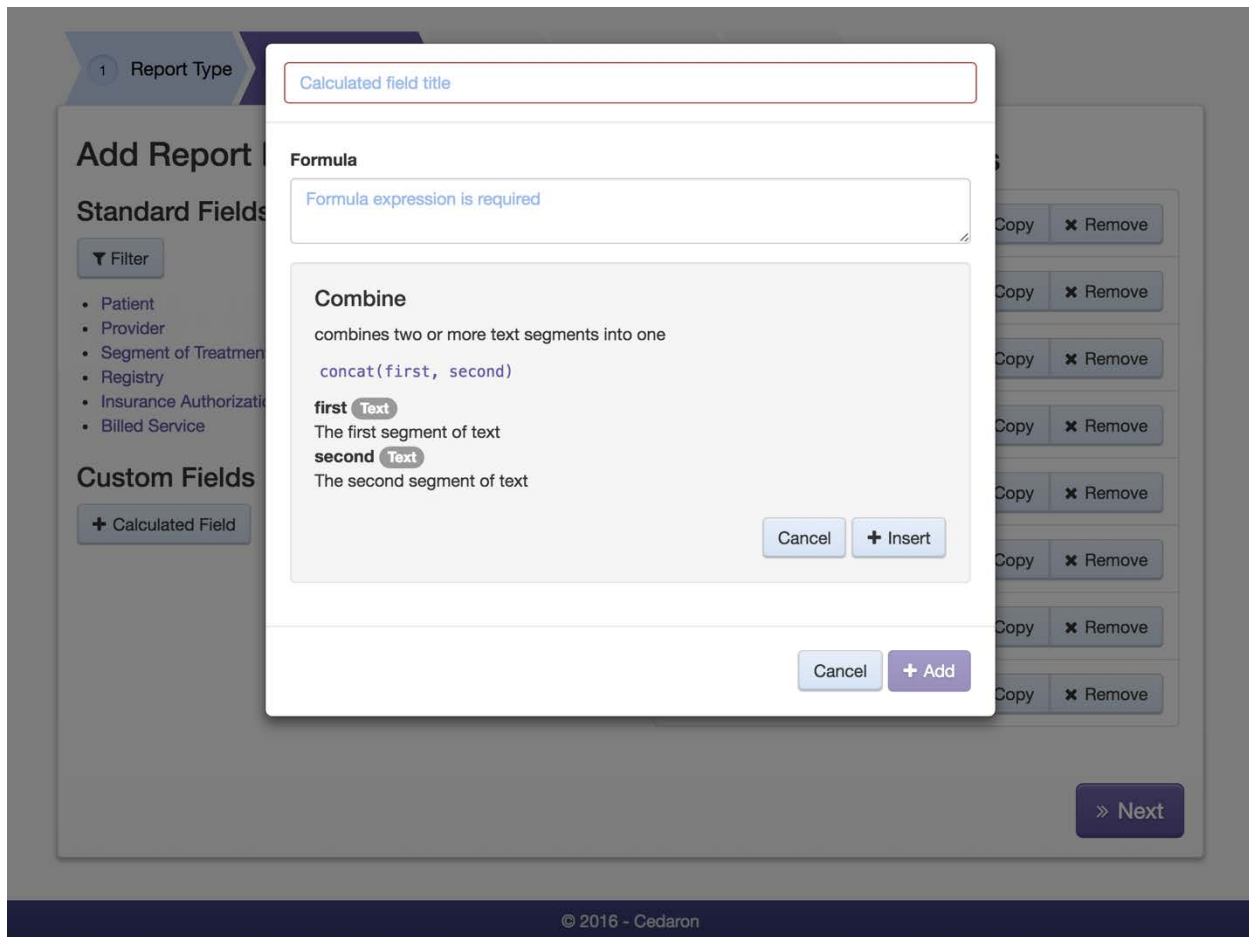 1 Report Type
Calculated field title
Add Report
Formula
Formula expression is required
Standard Fields
Filter
Patient
Provider
Segment of
Registry
Insurance
Billed Service
Custom Fields
+ Calculated Field
Combine
combines two or more text segments into one
concat(first, second)
first Text
The first segment of text
second Text
The second segment of text
Cancel
+ Insert
Cancel
+ Add
Copy Remove
Copy Remove
Copy Remove
Copy Remove
Copy Remove
Copy Remove
Copy Remove
Copy Remove
» Next
© 2016 - Cedaron